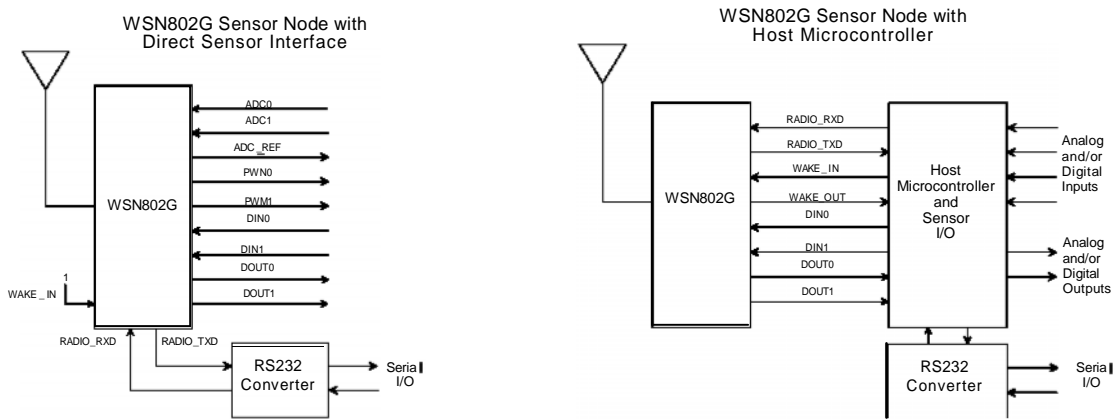 WSN802G Sensor Node with
Direct Sensor Interface
ADC0
ADC1
ADC_REF
PWN0
PWM1
DIN0
DIN1
DOUT0
DOUT1
WSN802G
1
WAKE_IN
RADIO_RXD
RADIO_TXD
RS232
Converter
Serial
I/O
WSN802G Sensor Node with
Host Microcontroller
WSN802G
RADIO_RXD
RADIO_TXD
WAKE_IN
WAKE_OUT
DIN0
DIN1
DOUT0
DOUT1
Host
Microcontroller
and
Sensor
I/O
Analog
and/or
Digital
Inputs
Analog
and/or
Digital
Outputs
RS232
Converter
Serial
I/O